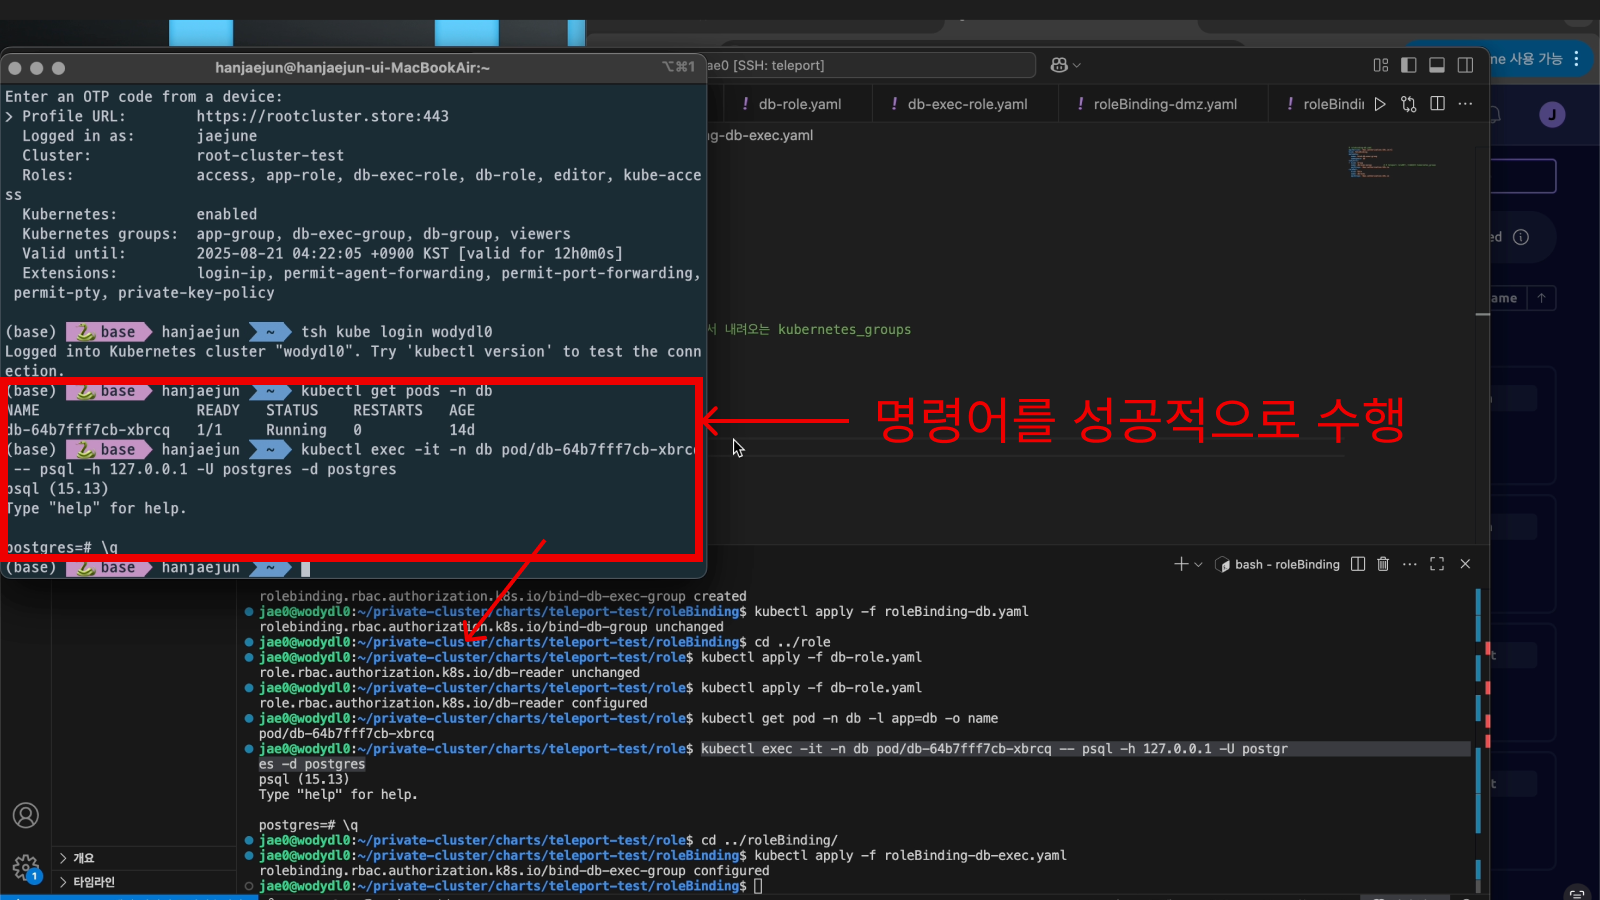 hanjaejun@hanjaejun-ui-MacBookAir:~
⌥⌘1
ae0 [SSH: teleport]
ne 사용 가능
Enter an OTP code from a device:
> Profile URL:        https://rootcluster.store:443
  Logged in as:       jaejune
  Cluster:            root-cluster-test
  Roles:              access, app-role, db-exec-role, db-role, editor, kube-acce
ss
  Kubernetes:         enabled
  Kubernetes groups:  app-group, db-exec-group, db-group, viewers
  Valid until:        2025-08-21 04:22:05 +0900 KST [valid for 12h0m0s]
  Extensions:         login-ip, permit-agent-forwarding, permit-port-forwarding,
 permit-pty, private-key-policy
(base) base hanjaejun ~ tsh kube login wodydl0
Logged into Kubernetes cluster "wodydl0". Try 'kubectl version' to test the conn
ection.
(base) base hanjaejun ~ kubectl get pods -n db
NAME                  READY   STATUS    RESTARTS   AGE
db-64b7fff7cb-xbrcq   1/1     Running   0          14d
(base) base hanjaejun ~ kubectl exec -it -n db pod/db-64b7fff7cb-xbrc
 -- psql -h 127.0.0.1 -U postgres -d postgres
psql (15.13)
Type "help" for help.
postgres=# \q
(base) base hanjaejun ~
! db-role.yaml
! db-exec-role.yaml
! roleBinding-dmz.yaml
! roleBindi
g-db-exec.yaml
J
ed
ame ↑
서 내려오는 kubernetes_groups
명령어를 성공적으로 수행
bash - roleBinding
rolebinding.rbac.authorization.k8s.io/bind-db-exec-group created
jae0@wodydl0:~/private-cluster/charts/teleport-test/roleBinding$ kubectl apply -f roleBinding-db.yaml
rolebinding.rbac.authorization.k8s.io/bind-db-group unchanged
jae0@wodydl0:~/private-cluster/charts/teleport-test/roleBinding$ cd ../role
jae0@wodydl0:~/private-cluster/charts/teleport-test/role$ kubectl apply -f db-role.yaml
role.rbac.authorization.k8s.io/db-reader unchanged
jae0@wodydl0:~/private-cluster/charts/teleport-test/role$ kubectl apply -f db-role.yaml
role.rbac.authorization.k8s.io/db-reader configured
jae0@wodydl0:~/private-cluster/charts/teleport-test/role$ kubectl get pod -n db -l app=db -o name
pod/db-64b7fff7cb-xbrcq
jae0@wodydl0:~/private-cluster/charts/teleport-test/role$ kubectl exec -it -n db pod/db-64b7fff7cb-xbrcq -- psql -h 127.0.0.1 -U postgr
es -d postgres
psql (15.13)
Type "help" for help.
postgres=# \q
jae0@wodydl0:~/private-cluster/charts/teleport-test/role$ cd ../roleBinding/
jae0@wodydl0:~/private-cluster/charts/teleport-test/roleBinding$ kubectl apply -f roleBinding-db-exec.yaml
rolebinding.rbac.authorization.k8s.io/bind-db-exec-group configured
jae0@wodydl0:~/private-cluster/charts/teleport-test/roleBinding$
1
> 개요
> 타임라인